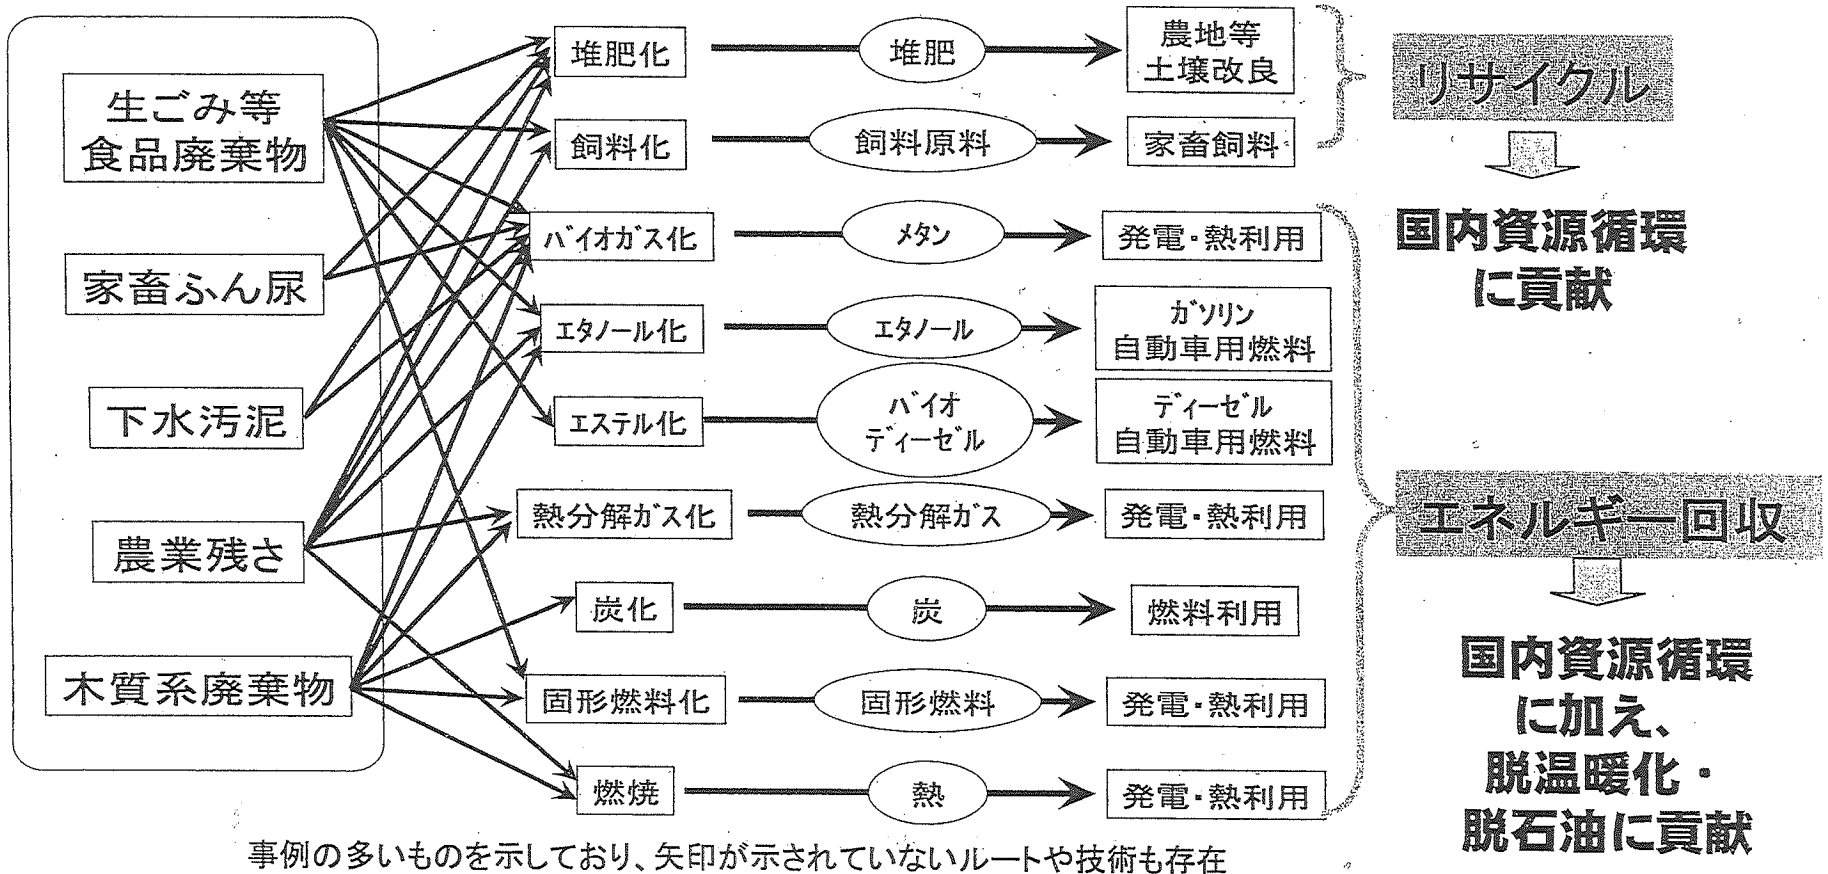 生ごみ等
食品廃棄物
家畜ふん尿
下水汚泥
農業残さ
木質系廃棄物
堆肥化
堆肥
農地等
土壌改良
飼料化
飼料原料
家畜飼料
バイオガス化
メタン
発電・熱利用
エタノール化
エタノール
ガソリン
自動車用燃料
エステル化
バイオ
ディーゼル
ディーゼル
自動車用燃料
熱分解ガス化
熱分解ガス
発電・熱利用
炭化
炭
燃料利用
固形燃料化
固形燃料
発電・熱利用
燃焼
熱
発電・熱利用
リサイクル
国内資源循環
に貢献
エネルギー回収
国内資源循環
に加え、
脱温暖化・
脱石油に貢献
事例の多いものを示しており、矢印が示されていないルートや技術も存在